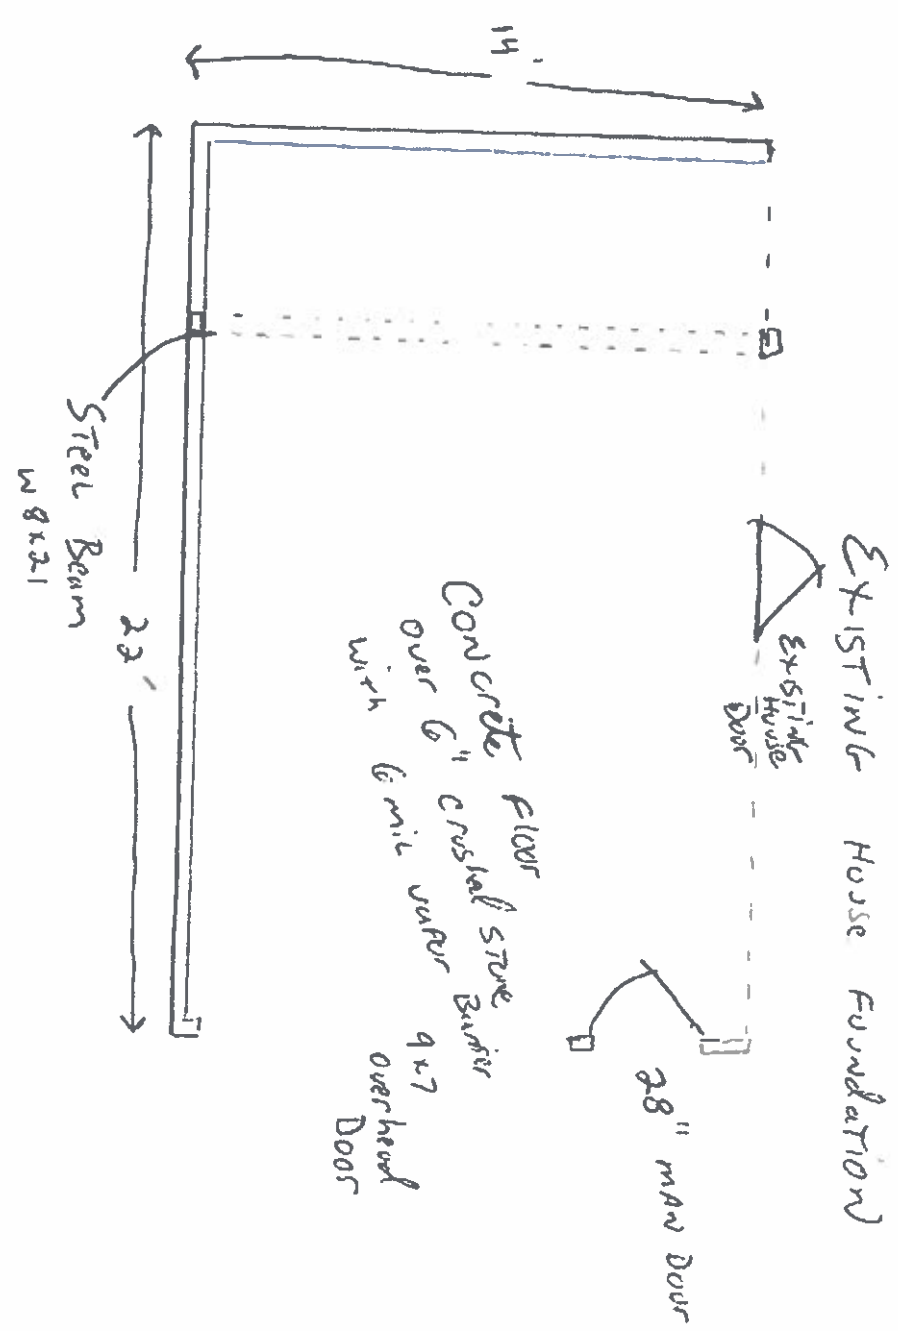 14'
EXISTING House Foundation
Existing
House
Door
Steel Beam
W8x21
22'
Concrete Floor
over 6" crushed stone
with 6 mil vapor Barrier
9x7
overhead
Door
28" MAN Door